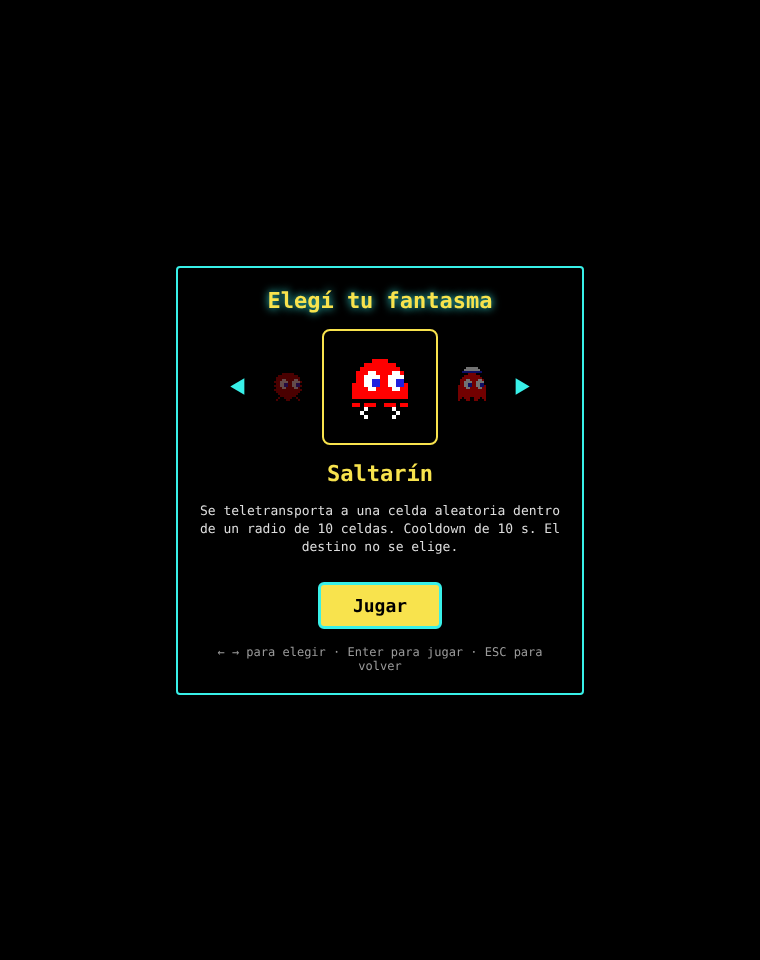 Elegí tu fantasma
Saltarín
Se teletransporta a una celda aleatoria dentro
de un radio de 10 celdas. Cooldown de 10 s. El
destino no se elige.
Jugar
← → para elegir · Enter para jugar · ESC para
volver